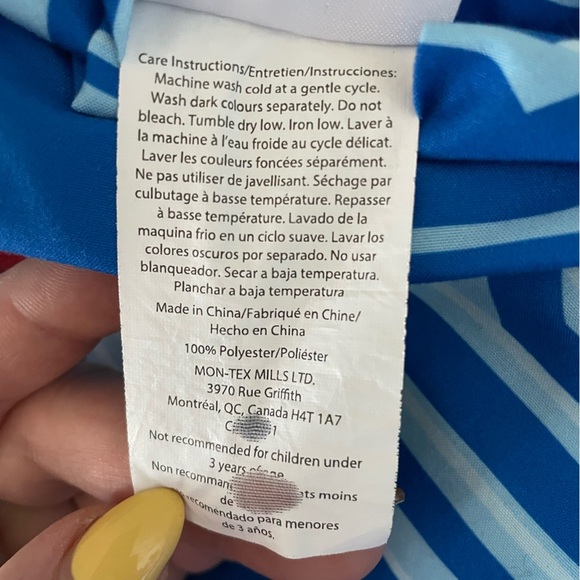 Care Instructions/Entretien/Instrucciones:
Machine wash cold at a gentle cycle.
Wash dark colours separately. Do not
bleach. Tumble dry low. Iron low. Laver à
la machine à l'eau froide au cycle délicat.
Laver les couleurs foncées séparément.
Ne pas utiliser de javellisant. Séchage par
culbutage à basse température. Repasser
à basse température. Lavado de la
maquina frio en un ciclo suave. Lavar los
colores oscuros por separado. No usar
blanqueador. Secar a baja temperatura.
Planchar a baja temperatura
Made in China/Fabriqué en Chine/
Hecho en China
100% Polyester/Poliéster
MON-TEX MILLS LTD.
3970 Rue Griffith
Montréal, QC, Canada H4T 1A7
Not recommended for children under
3 years of age
Non moins
de
para menores
de 3 años.